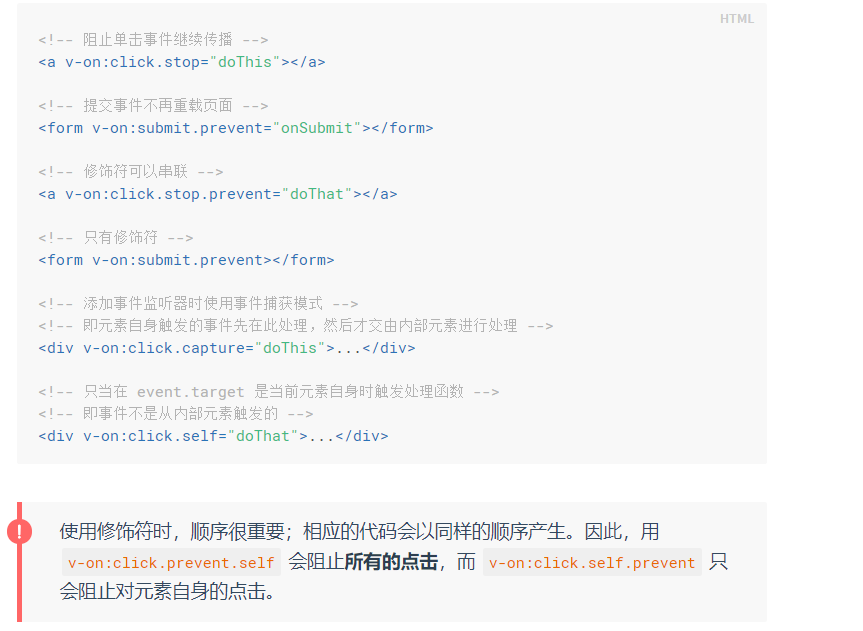 HTML
<!-- 阻止单击事件继续传播 -->
<a v-on:click.stop="doThis"></a>
<!-- 提交事件不再重载页面 -->
<form v-on:submit.prevent="onSubmit"></form>
<!-- 修饰符可以串联 -->
<a v-on:click.stop.prevent="doThat"></a>
<!-- 只有修饰符 -->
<form v-on:submit.prevent></form>
<!-- 添加事件监听器时使用事件捕获模式 -->
<!-- 即元素自身触发的事件先在此处理，然后才交由内部元素进行处理 -->
<div v-on:click.capture="doThis">...</div>
<!-- 只当在 event.target 是当前元素自身时触发处理函数 -->
<!-- 即事件不是从内部元素触发的 -->
<div v-on:click.self="doThat">...</div>
使用修饰符时，顺序很重要；相应的代码会以同样的顺序产生。因此，用
! v-on:click.prevent.self 会阻止所有的点击，而 v-on:click.self.prevent 只
会阻止对元素自身的点击。